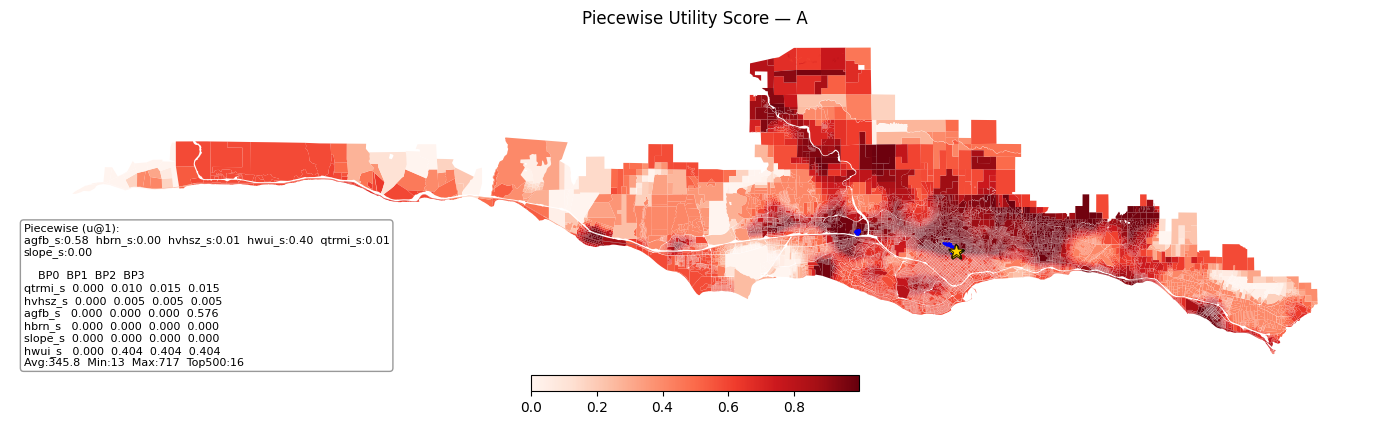 Piecewise Utility Score — A
Piecewise (u@1):
agfb_s:0.58 hbrn_s:0.00 hvhsz_s:0.01 hwui_s:0.40 qtrmi_s:0.01
slope_s:0.00
BP0 BP1 BP2 BP3
qtrmi_s 0.000 0.010 0.015 0.015
hvhsz_s 0.000 0.005 0.005 0.005
agfb_s 0.000 0.000 0.000 0.576
hbrn_s 0.000 0.000 0.000 0.000
slope_s 0.000 0.000 0.000 0.000
hwui_s 0.000 0.404 0.404 0.404
Avg:345.8 Min:13 Max:717 Top500:16
0.0 0.2 0.4 0.6 0.8